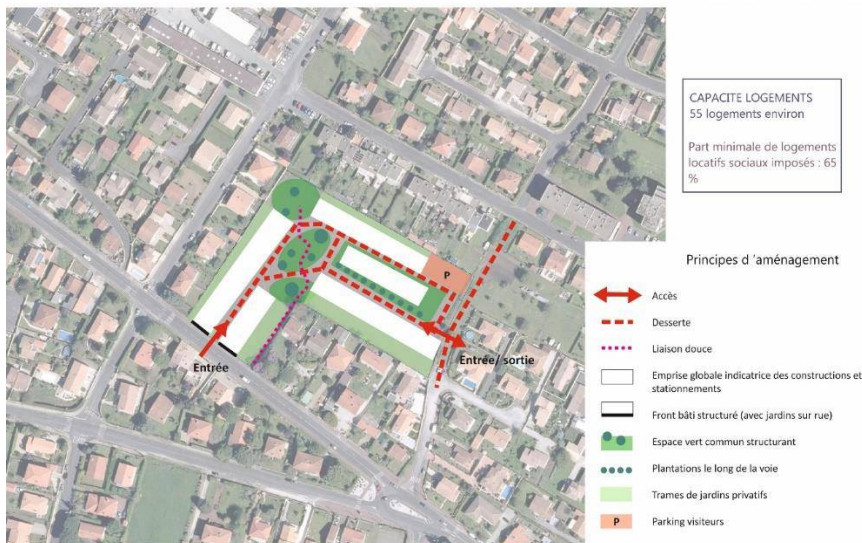 CAPACITE LOGEMENTS
55 logements environ
Part minimale de logements
locatifs sociaux imposés : 65
%
Principes d 'aménagement
Accès
Desserte
Liaison douce
Emprise globale indicatrice des constructions et
stationnements
Front bâti structuré (avec jardins sur rue)
Espace vert commun structurant
Plantations le long de la voie
Trames de jardins privatifs
P
Parking visiteurs
P
Entrée
Entrée/ sortie